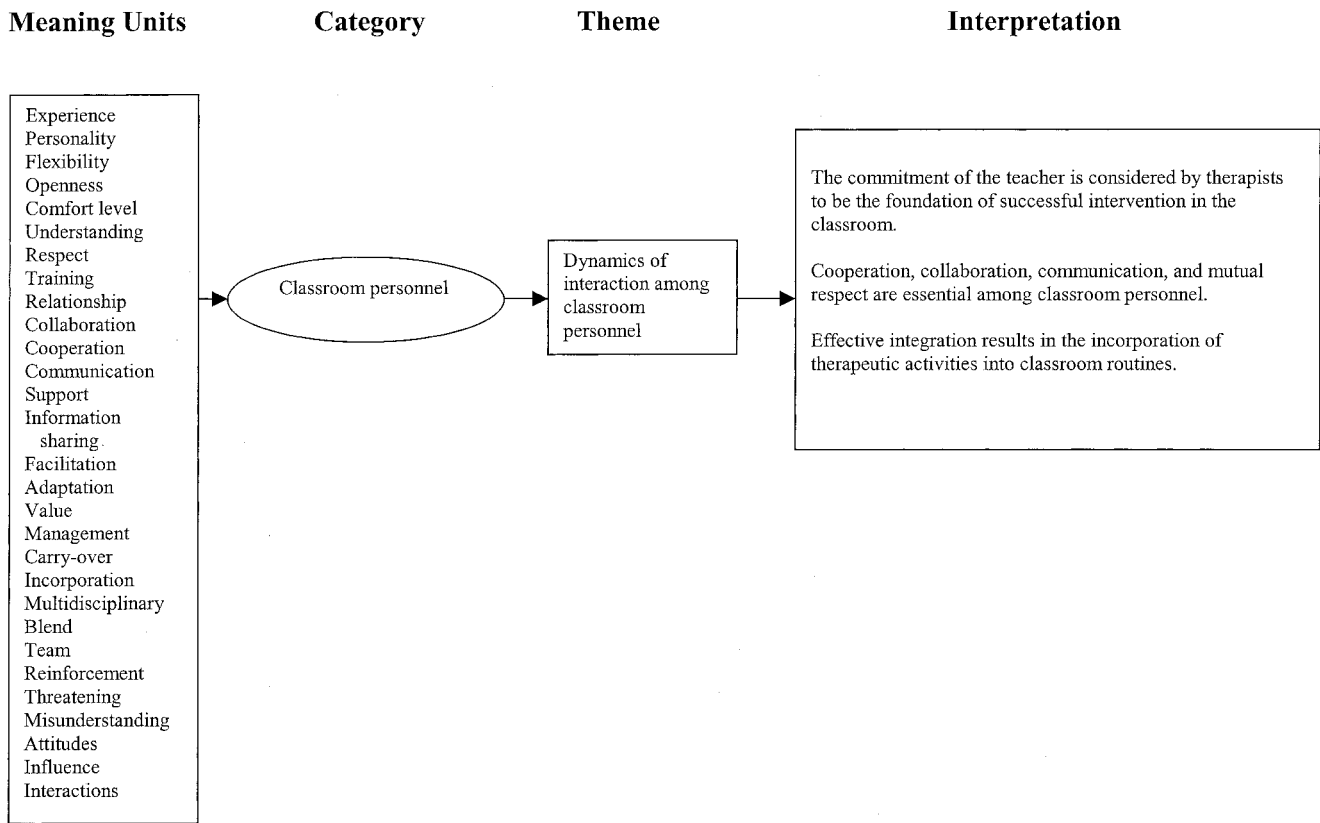 Meaning Units Category Theme Interpretation
Experience
Personality
Flexibility
Openness
Comfort level
Understanding
Respect
Training
Relationship
Collaboration
Cooperation
Communication
Support
Information
sharing
Facilitation
Adaptation
Value
Management
Carry-over
Incorporation
Multidisciplinary
Blend
Team
Reinforcement
Threatening
Misunderstanding
Attitudes
Influence
Interactions
Classroom personnel
Dynamics of
interaction among
classroom
personnel
The commitment of the teacher is considered by therapists
to be the foundation of successful intervention in the
classroom.
Cooperation, collaboration, communication, and mutual
respect are essential among classroom personnel.
Effective integration results in the incorporation of
therapeutic activities into classroom routines.